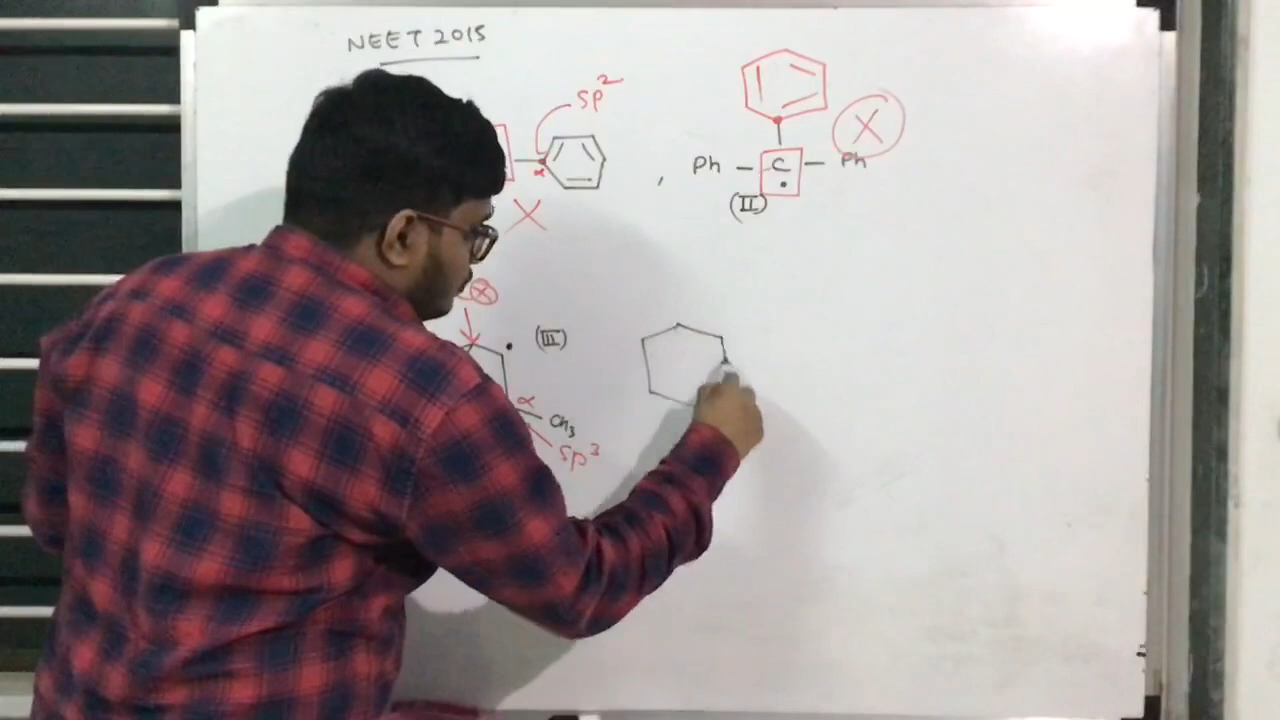 NEET 2015
sp²
X
α
Ph - C - Ph
, (II)
X
X
(III)
α
CH₃
sp³